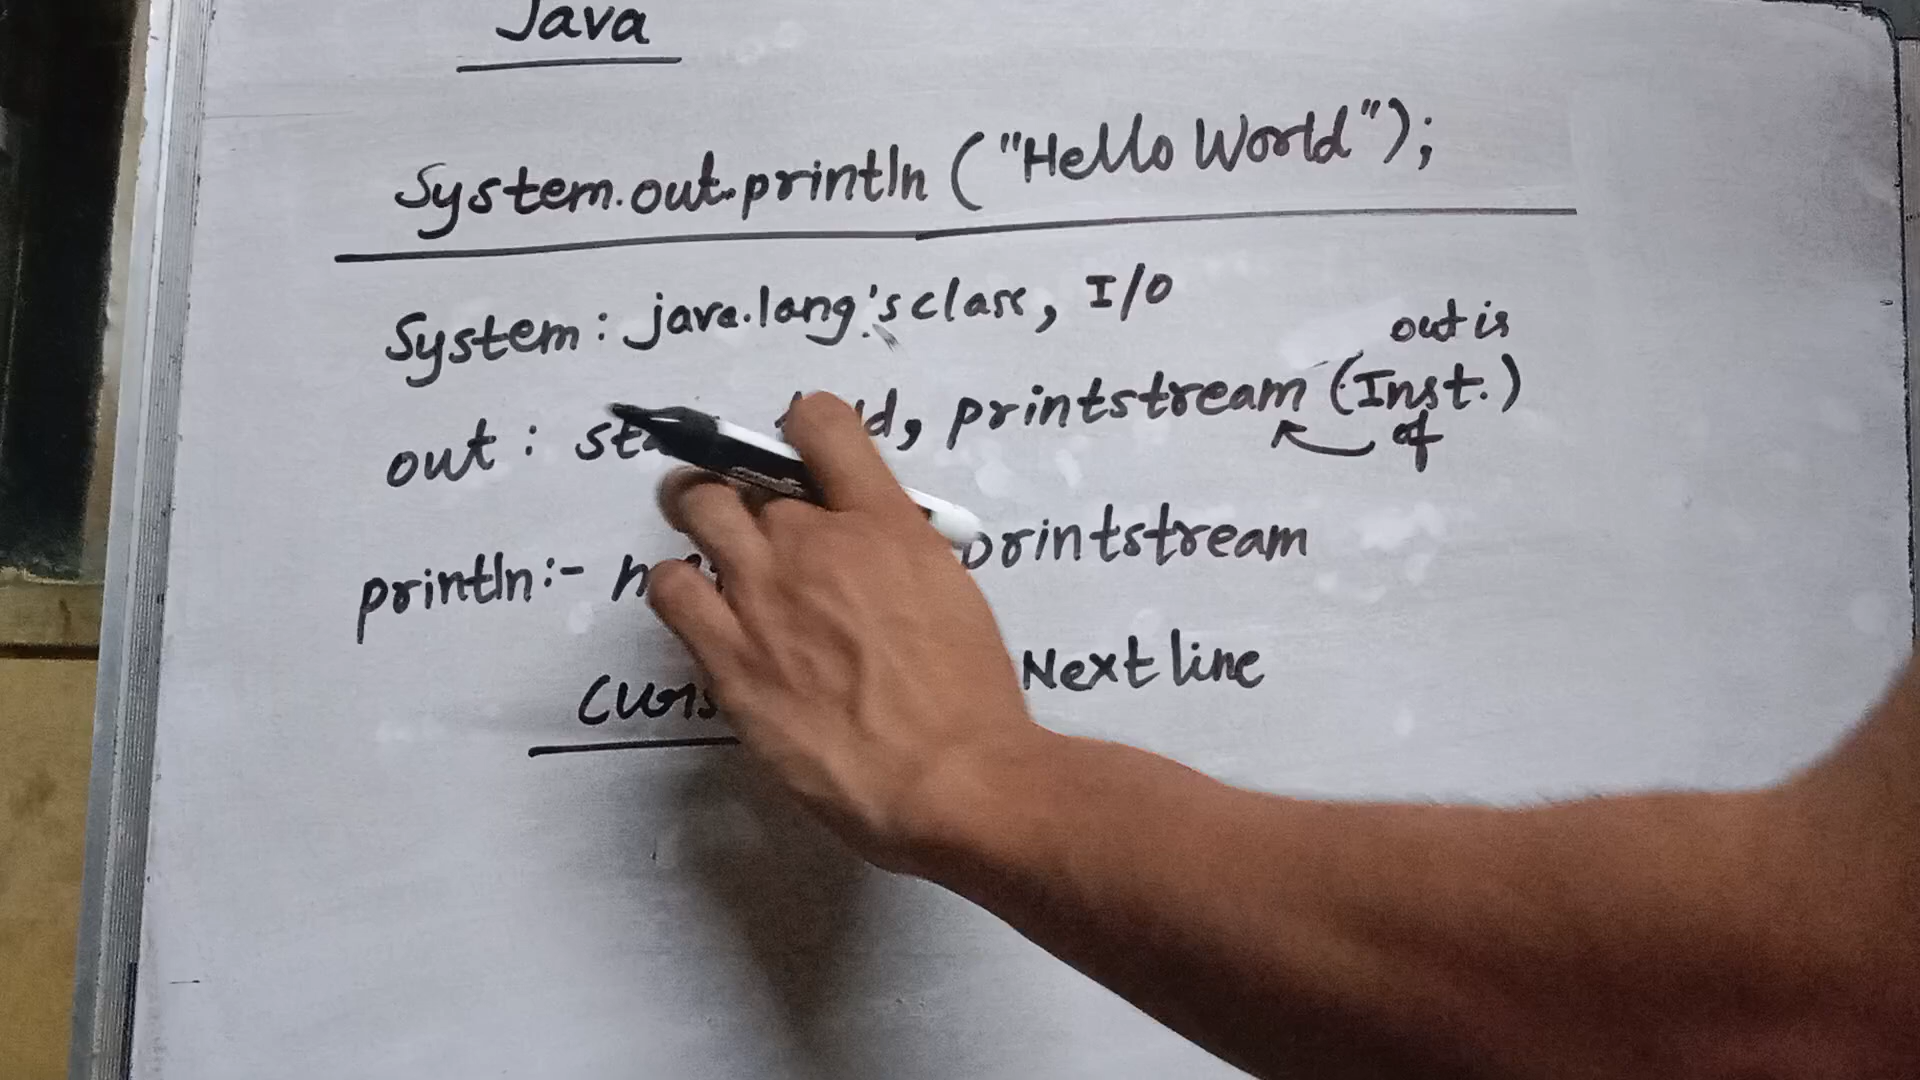 Java
System.out.println ("Hello World");
System: java.lang's class, I/O
out is
out : printstream (Inst.)
of
println:- printstream
Next line